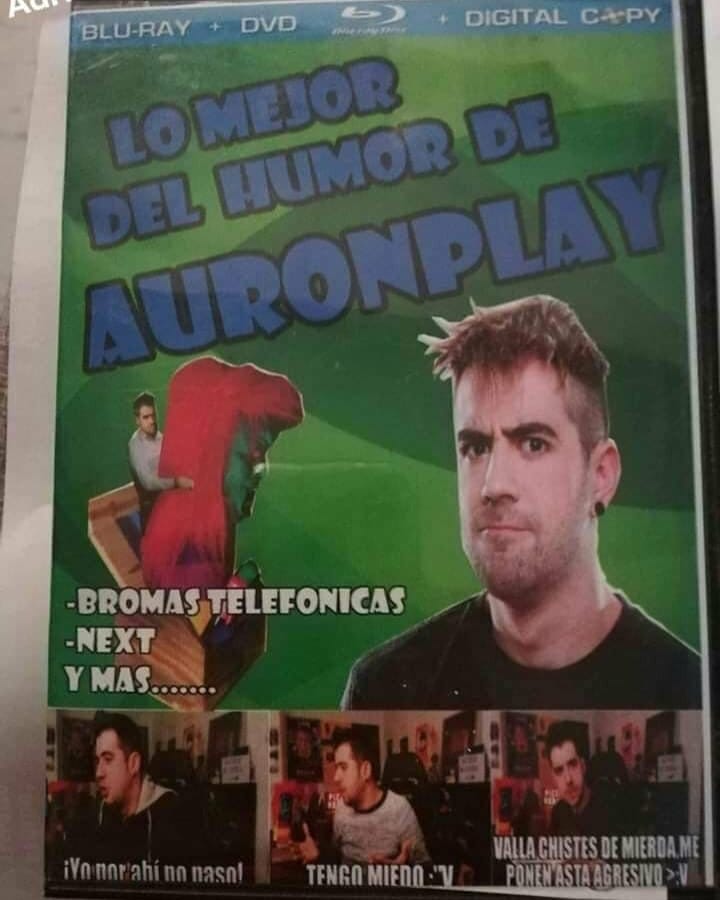 BLU-RAY + DVD Blu-ray Disc + DIGITAL COPY
LO MEJOR
DEL HUMOR DE
AURONPLAY
-BROMAS TELEFONICAS
-NEXT
Y MAS.......
¡Yo por ahí no paso!
TENGO MIEDO :"V
VALLA CHISTES DE MIERDA.ME
PONEN ASTA AGRESIVO >:V